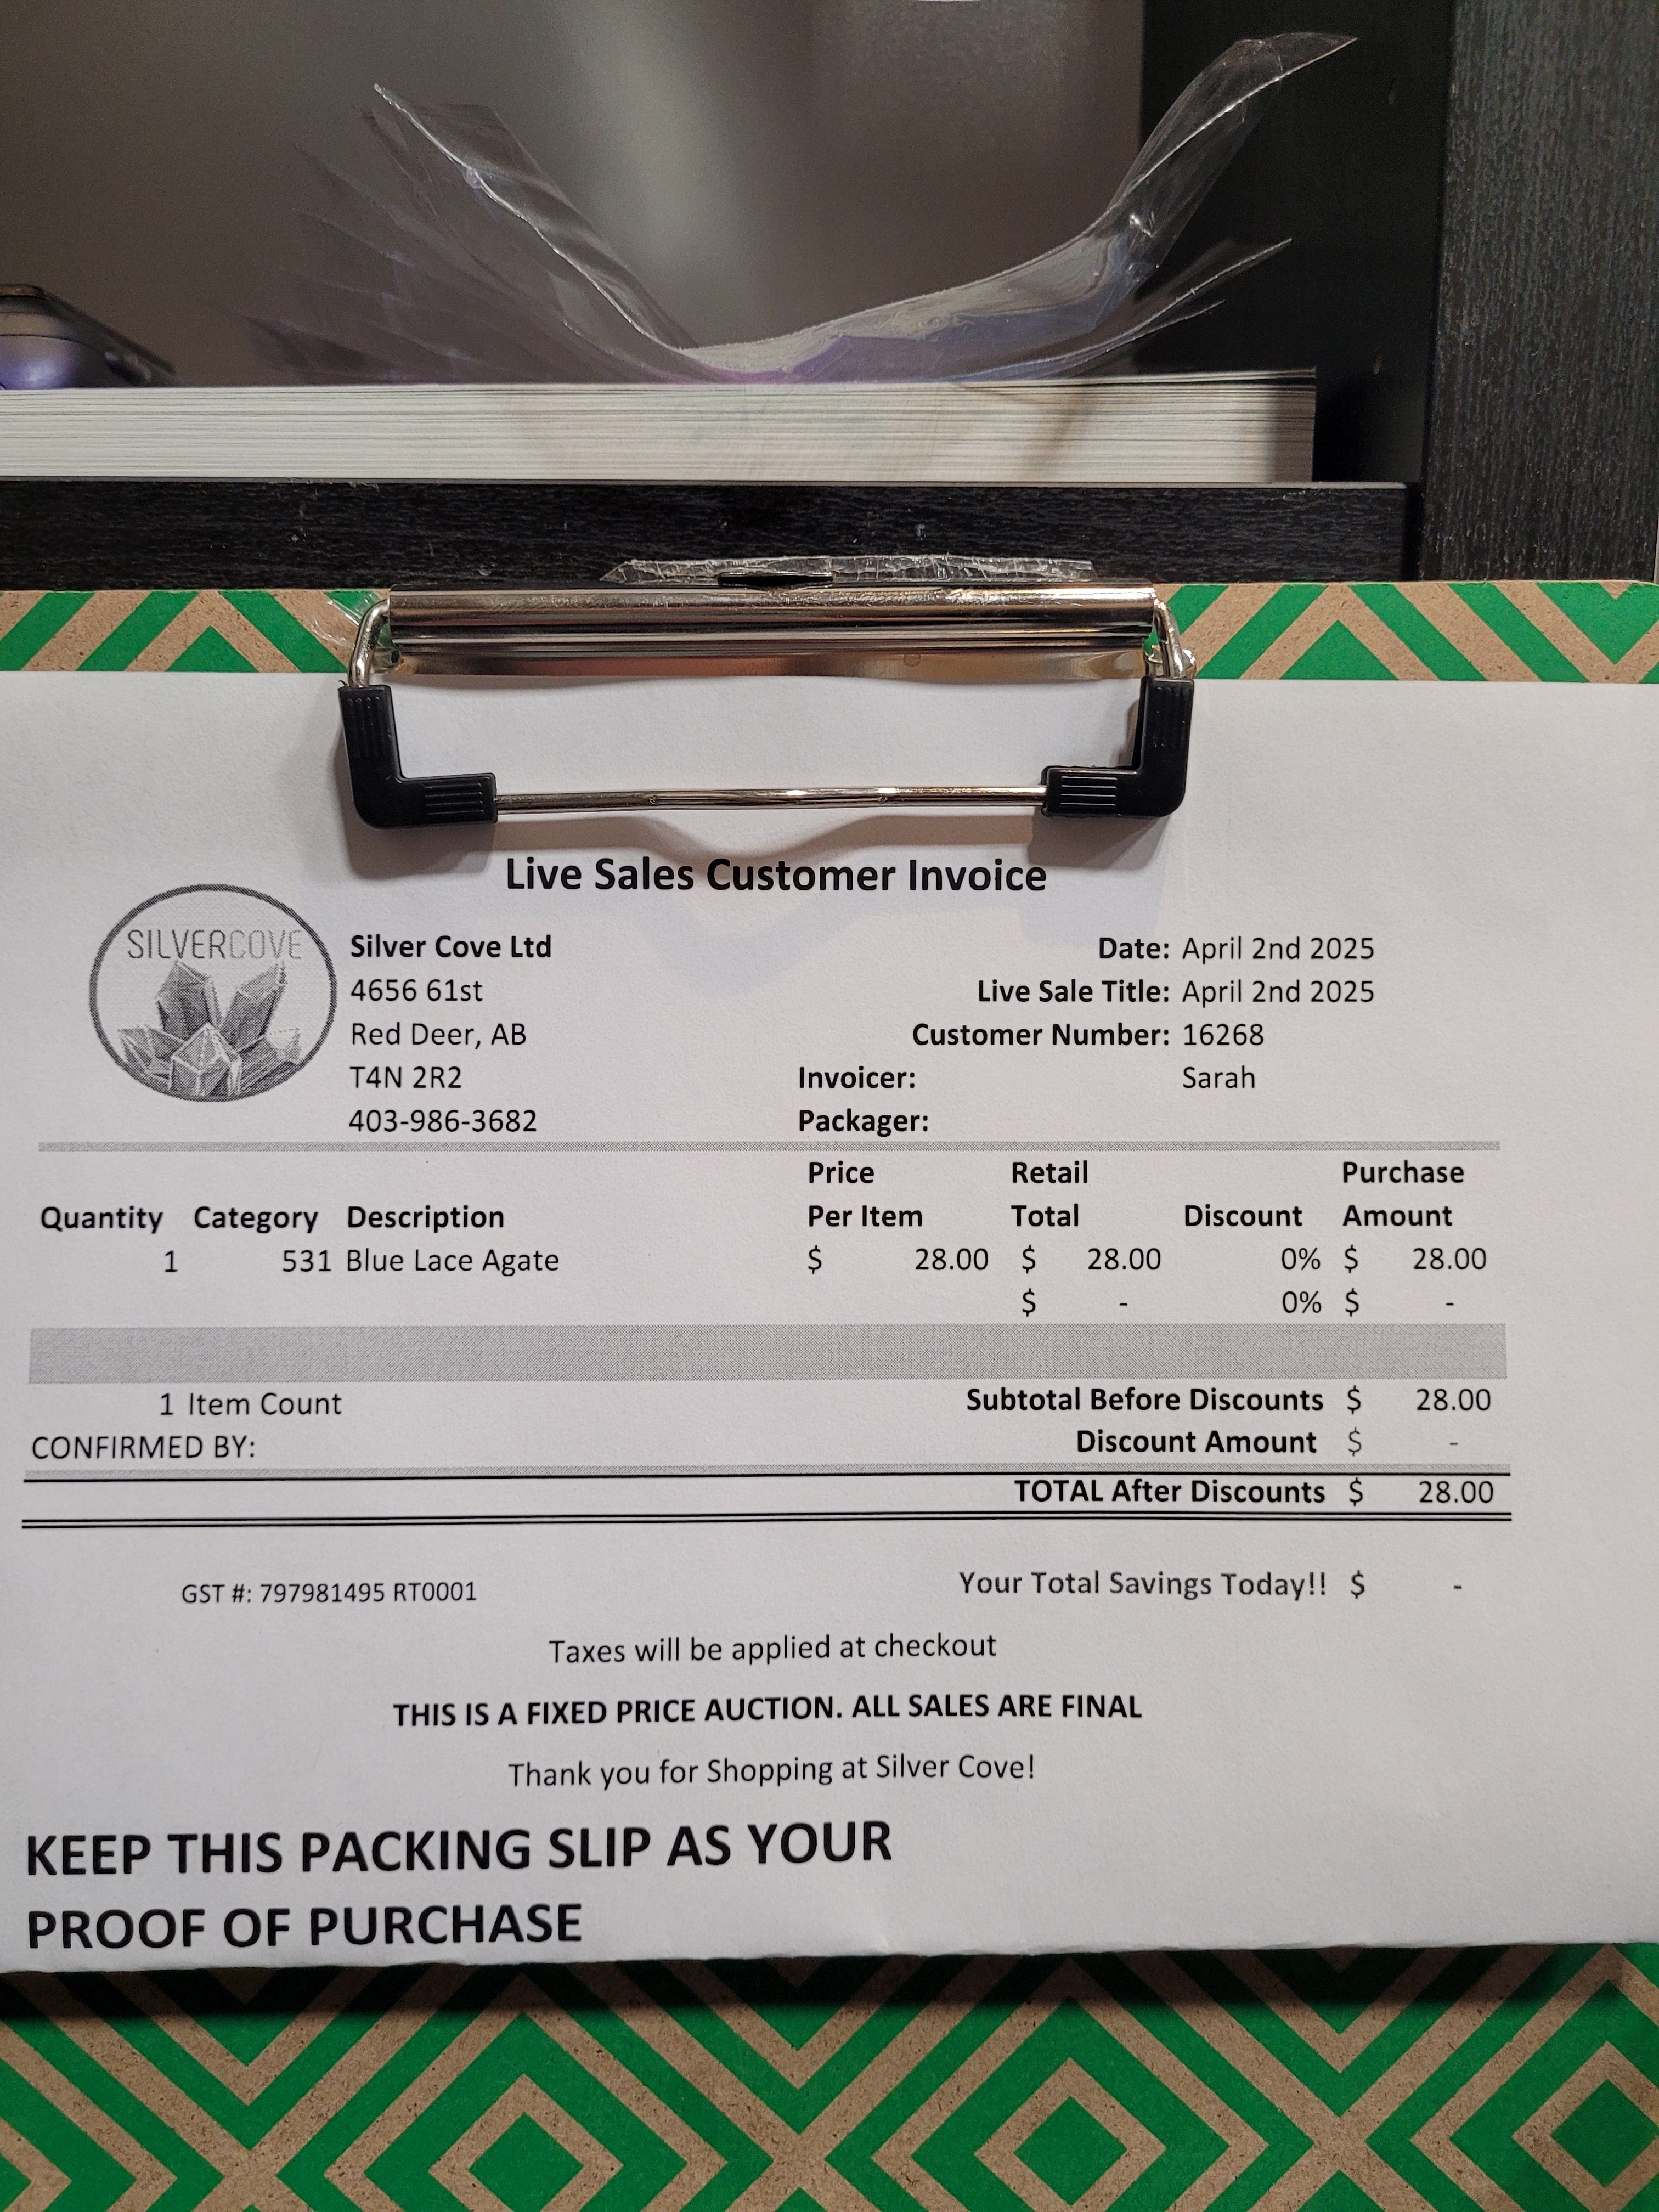 Live Sales Customer Invoice
SILVERCOVE
Silver Cove Ltd
4656 61st
Red Deer, AB
T4N 2R2
403-986-3682
Date: April 2nd 2025
Live Sale Title: April 2nd 2025
Customer Number: 16268
Invoicer: Sarah
Packager:
Quantity Category Description Price Per Item Retail Total Discount Purchase Amount
1 531 Blue Lace Agate $ 28.00 $ 28.00 0% $ 28.00
$ - 0% $ -
1 Item Count Subtotal Before Discounts $ 28.00
CONFIRMED BY: Discount Amount $ -
TOTAL After Discounts $ 28.00
GST #: 797981495 RT0001 Your Total Savings Today!! $ -
Taxes will be applied at checkout
THIS IS A FIXED PRICE AUCTION. ALL SALES ARE FINAL
Thank you for Shopping at Silver Cove!
KEEP THIS PACKING SLIP AS YOUR
PROOF OF PURCHASE